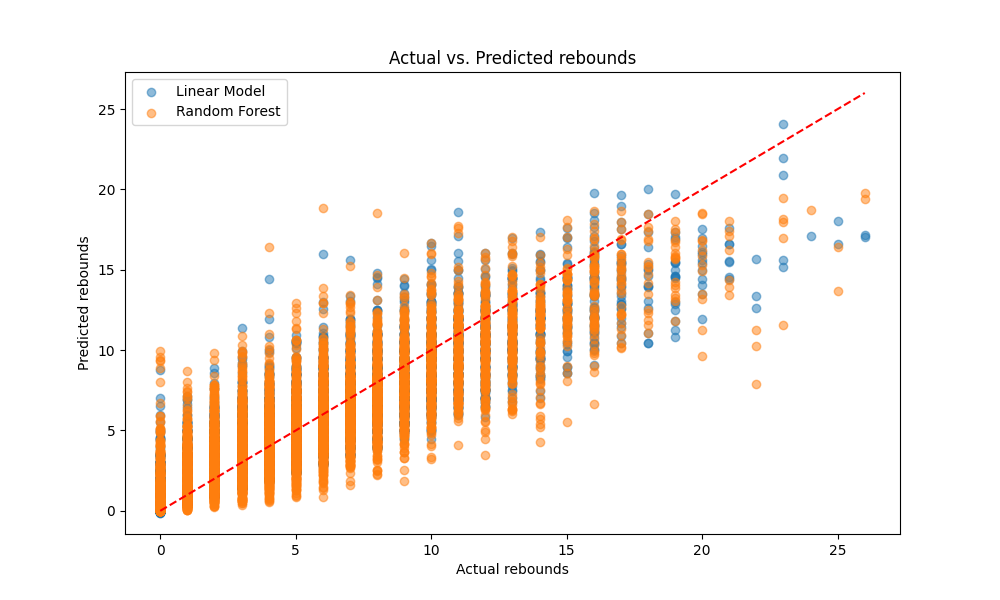 Actual vs. Predicted rebounds
Linear Model
Random Forest
25
20
15
10
5
0
Predicted rebounds
0 5 10 15 20 25
Actual rebounds